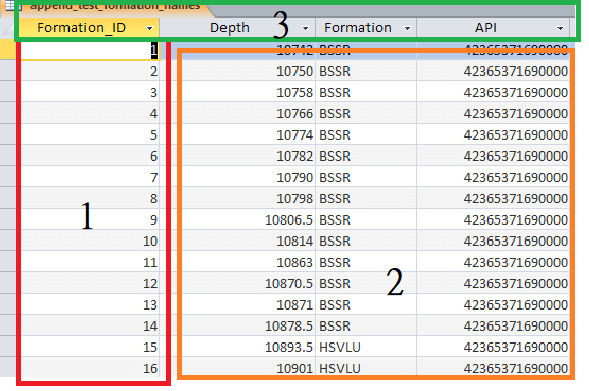 append_test_formation_names
3
Formation_ID Depth Formation API
1 10742 BSSR 42365371690000
2 10750 BSSR 42365371690000
3 10758 BSSR 42365371690000
4 10766 BSSR 42365371690000
5 10774 BSSR 42365371690000
6 10782 BSSR 42365371690000
7 10790 BSSR 42365371690000
8 10798 BSSR 42365371690000
9 10806.5 BSSR 42365371690000
1
10 10814 BSSR 42365371690000
11 10863 BSSR 42365371690000
12 10870.5 BSSR 42365371690000
2
13 10871 BSSR 42365371690000
14 10878.5 BSSR 42365371690000
15 10893.5 HSVLU 42365371690000
16 10901 HSVLU 42365371690000